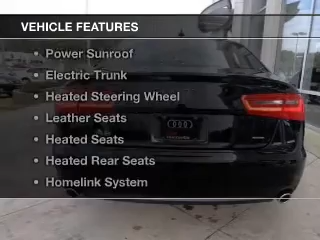 VEHICLE FEATURES
• Power Sunroof
• Electric Trunk
• Heated Steering Wheel
• Leather Seats
• Heated Seats
• Heated Rear Seats
• Homelink System